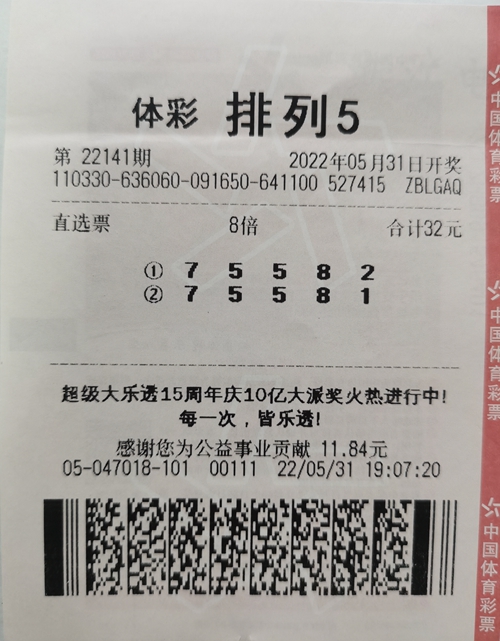 体彩 排列5
第 22141期 2022年05月31日开奖
110330-636060-091650-641100 527415 ZBLGAQ
直选票 8倍 合计32元
① 7 5 5 8 2
② 7 5 5 8 1
超级大乐透15周年庆10亿大派奖火热进行中!
每一次，皆乐透!
感谢您为公益事业贡献 11.84元
05-047018-101 00111 22/05/31 19:07:20
中国体育彩票
中国体育彩票
中国体育彩票